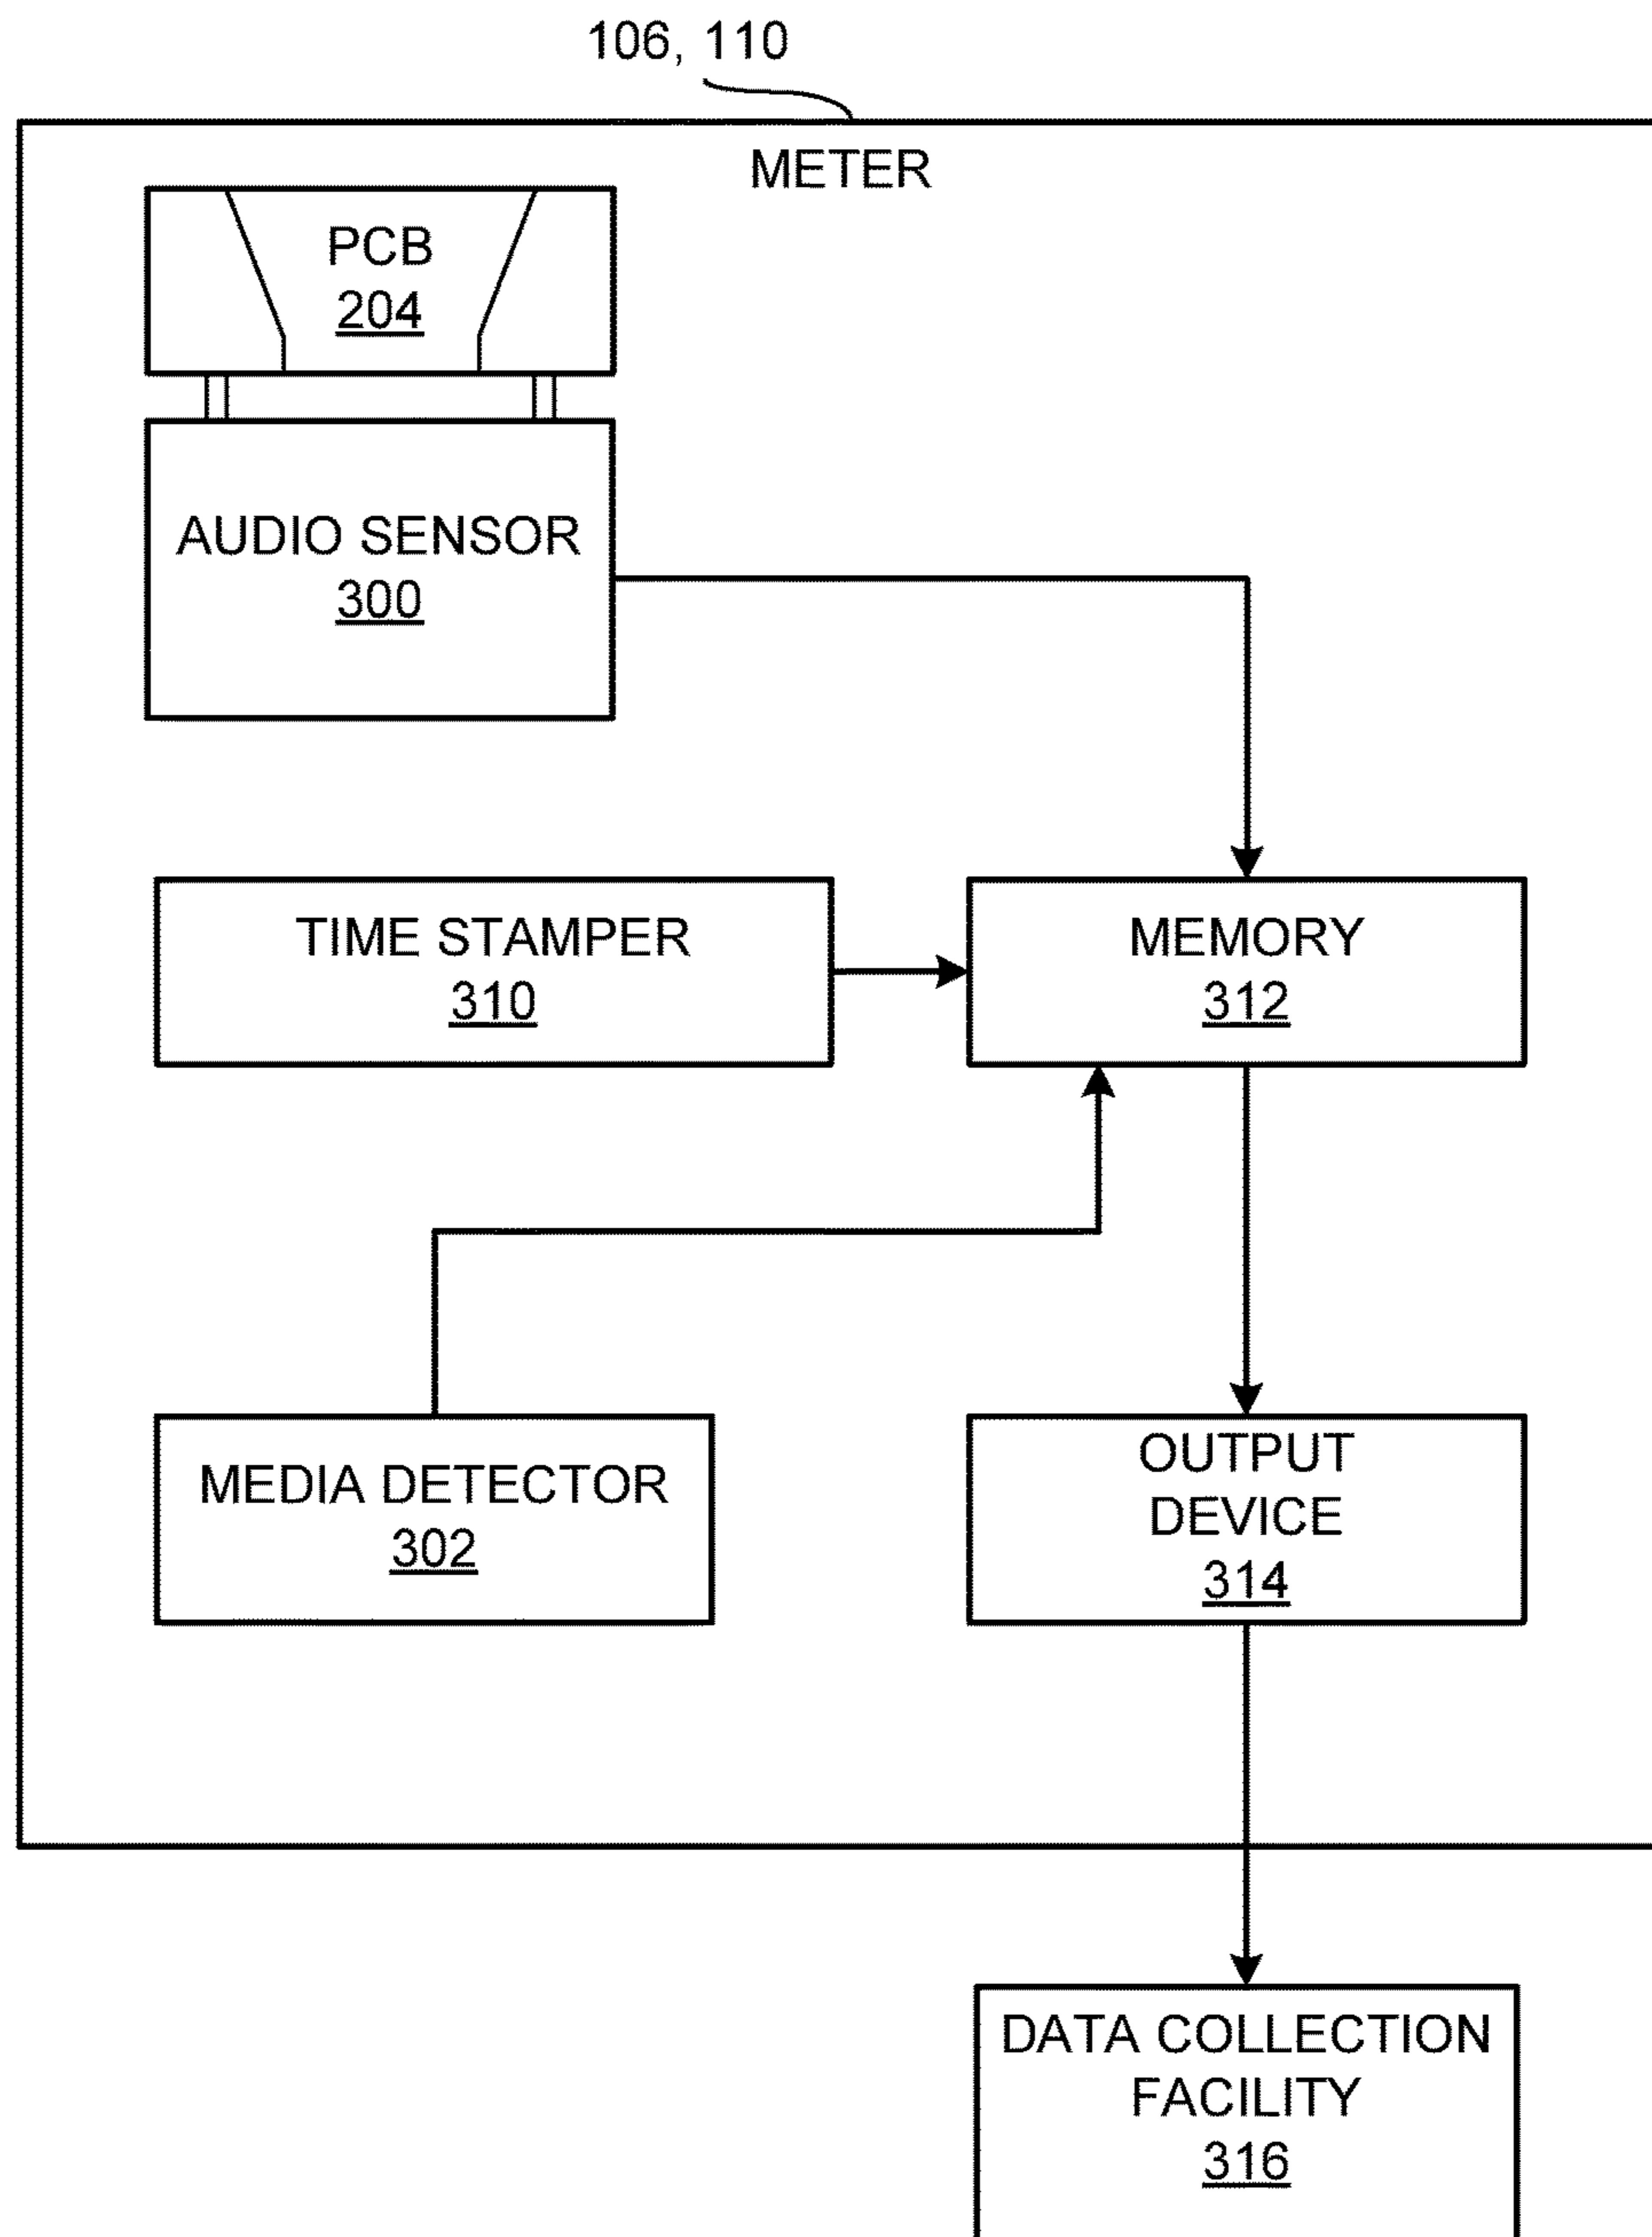 106, 110
METER
PCB
204
AUDIO SENSOR
300
TIME STAMPER
310
MEMORY
312
MEDIA DETECTOR
302
OUTPUT
DEVICE
314
DATA COLLECTION
FACILITY
316